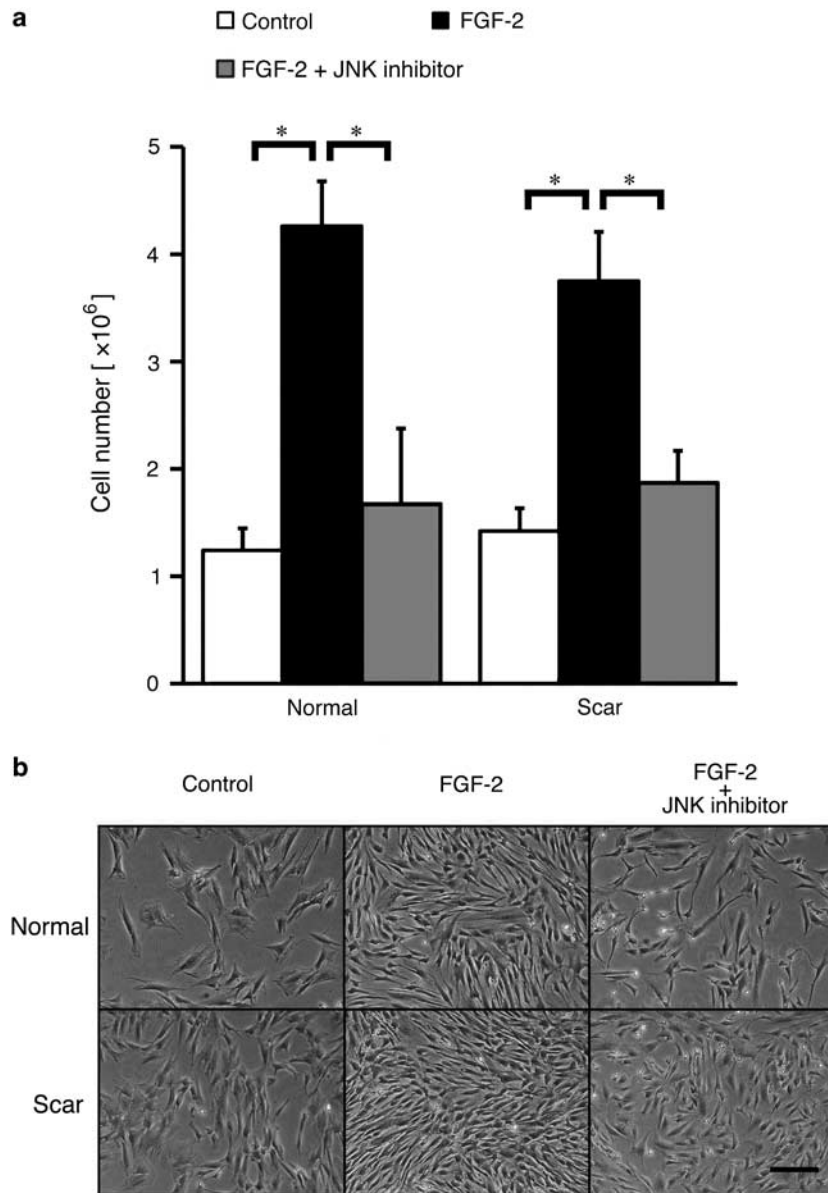 a
Control FGF-2
FGF-2 + JNK inhibitor
* *
* *
5
4
3
2
1
0
Cell number [ ×10⁶]
Normal Scar
b
Control FGF-2 FGF-2
+
JNK inhibitor
Normal
Scar